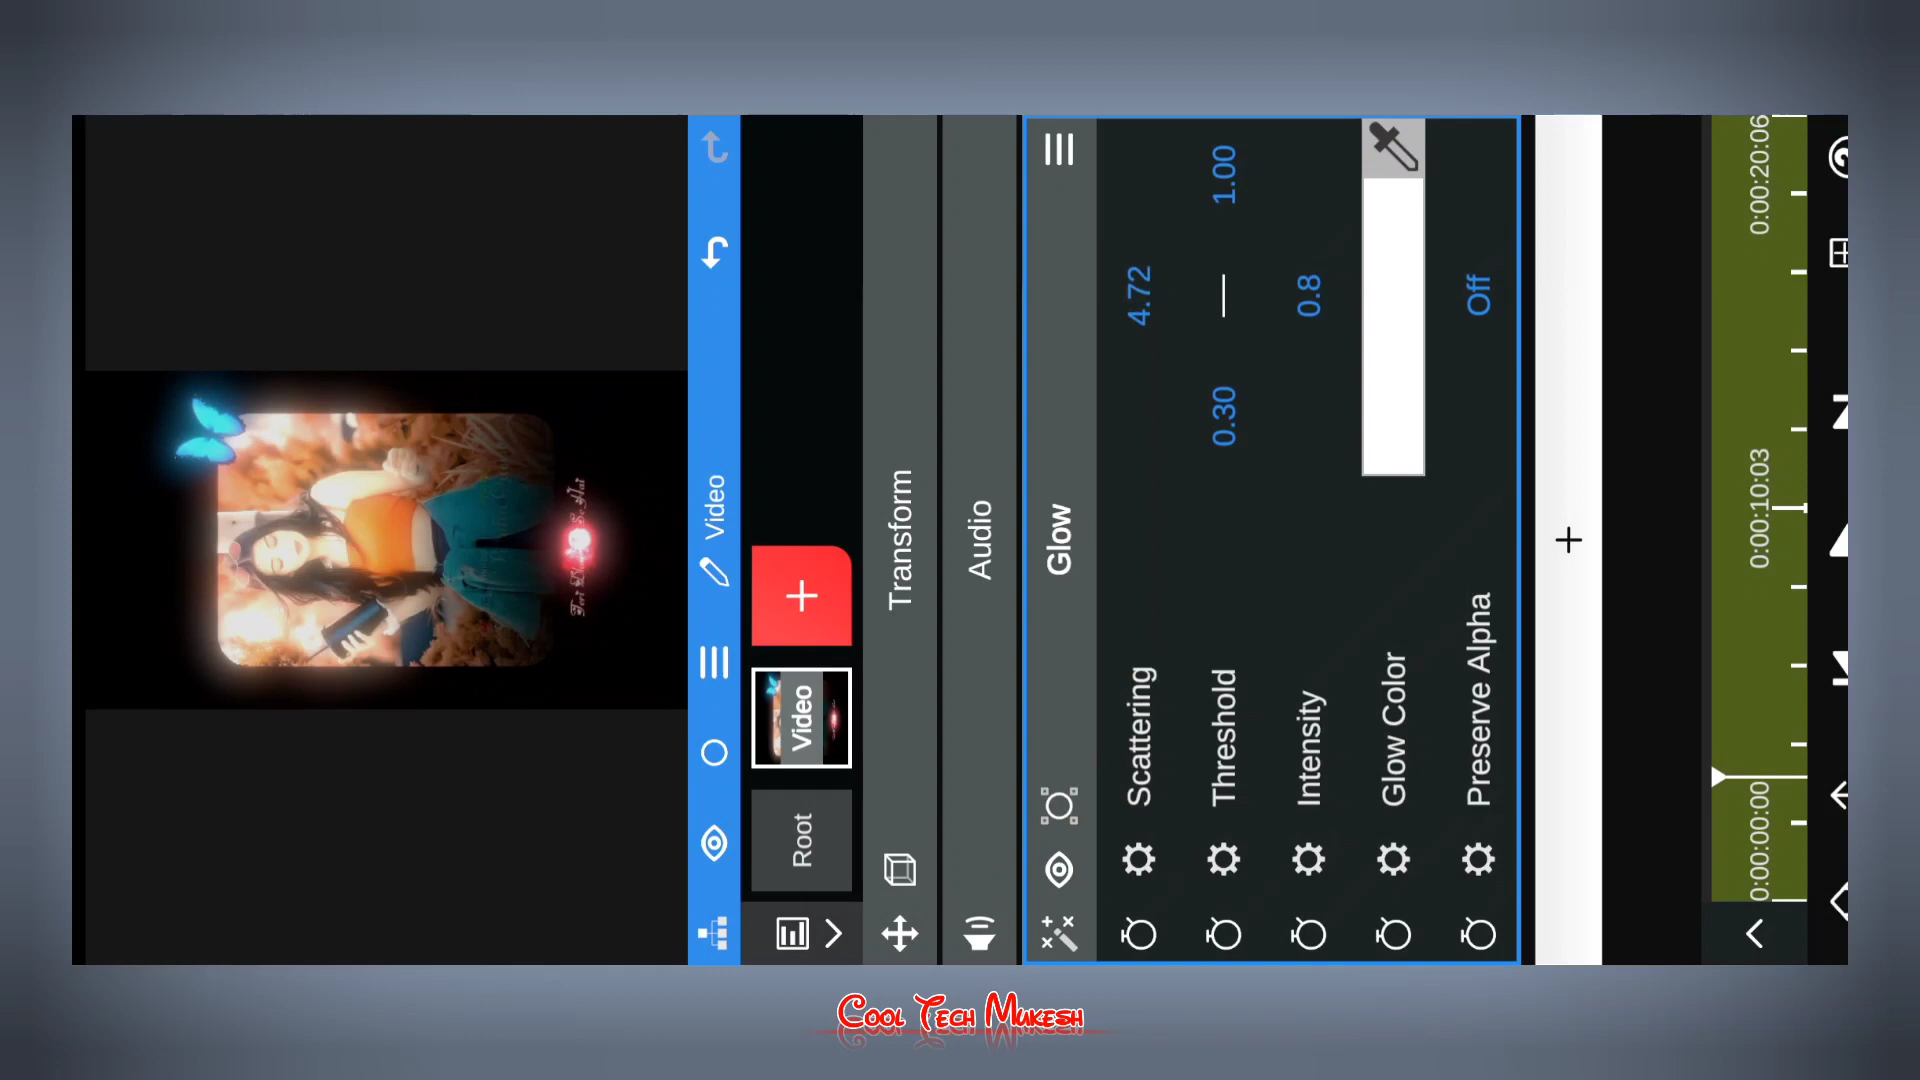 Video
Root
Video
Transform
Audio
Glow
Scattering 4.72
Threshold 0.30 — 1.00
Intensity 0.8
Glow Color
Preserve Alpha Off
0:00:00:00 0:00:10:03 0:00:20:06
Cool Tech Mukesh